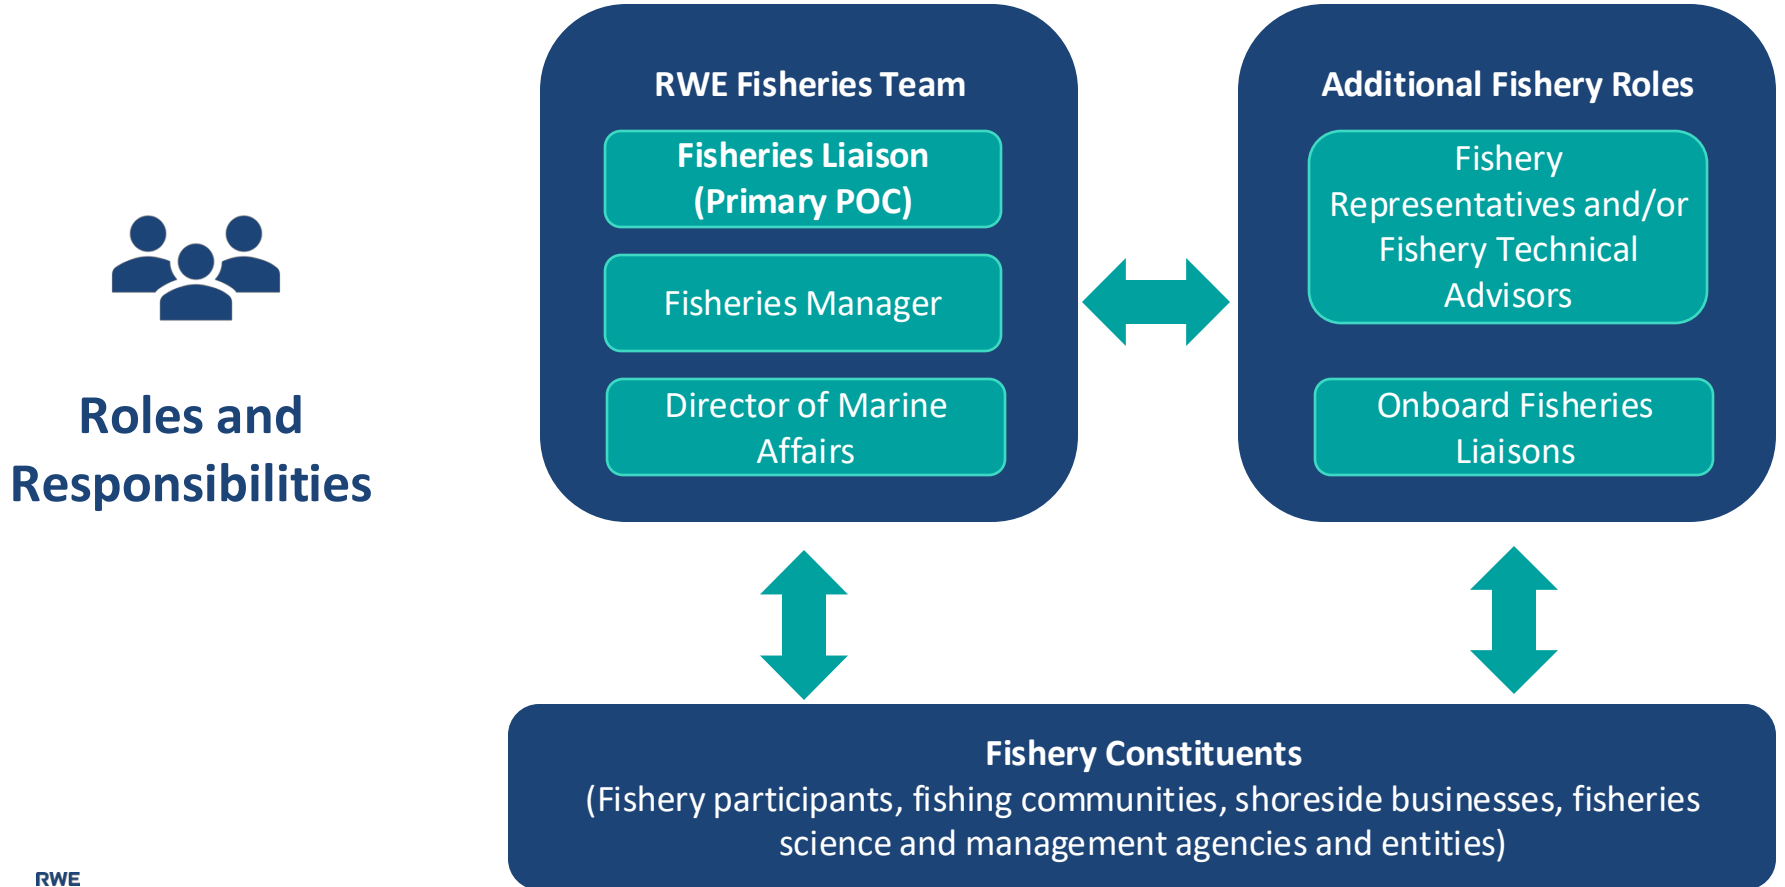 Roles and
Responsibilities
RWE Fisheries Team
Fisheries Liaison
(Primary POC)
Fisheries Manager
Director of Marine
Affairs
Additional Fishery Roles
Fishery
Representatives and/or
Fishery Technical
Advisors
Onboard Fisheries
Liaisons
Fishery Constituents
(Fishery participants, fishing communities, shoreside businesses, fisheries
science and management agencies and entities)
RWE